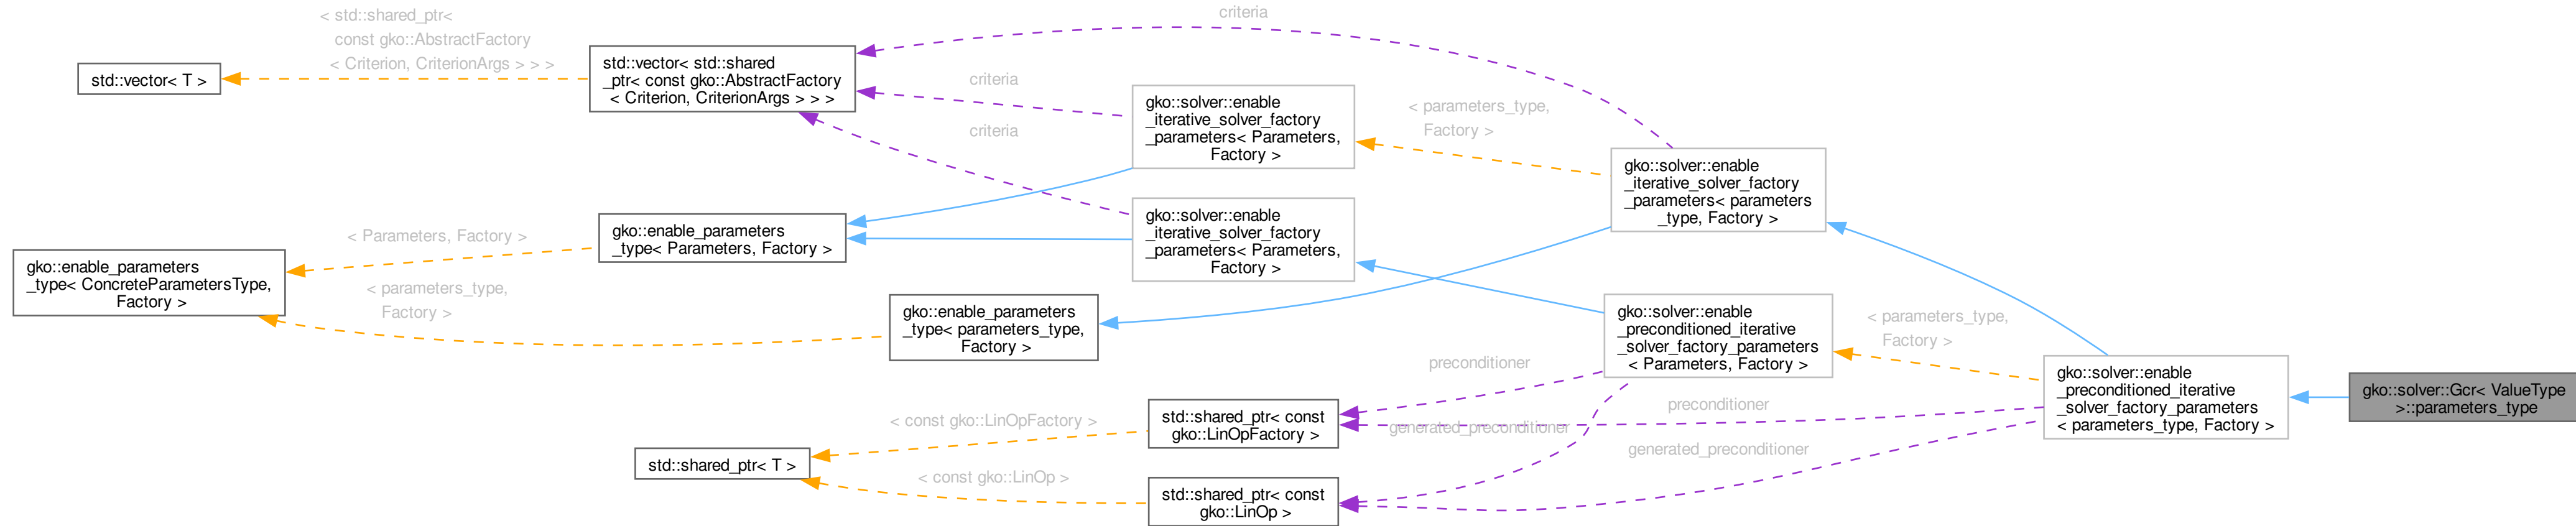 std::vector< T >
< std::shared_ptr<
const gko::AbstractFactory
< Criterion, CriterionArgs > > >
std::vector< std::shared
_ptr< const gko::AbstractFactory
< Criterion, CriterionArgs > > >
criteria
criteria
criteria
gko::solver::enable
_iterative_solver_factory
_parameters< Parameters,
Factory >
< parameters_type,
Factory >
gko::solver::enable
_iterative_solver_factory
_parameters< parameters
_type, Factory >
gko::enable_parameters
_type< ConcreteParametersType,
Factory >
< Parameters, Factory >
gko::enable_parameters
_type< Parameters, Factory >
gko::solver::enable
_iterative_solver_factory
_parameters< Parameters,
Factory >
< parameters_type,
Factory >
gko::enable_parameters
_type< parameters_type,
Factory >
gko::solver::enable
_preconditioned_iterative
_solver_factory_parameters
< Parameters, Factory >
< parameters_type,
Factory >
gko::solver::enable
_preconditioned_iterative
_solver_factory_parameters
< parameters_type, Factory >
gko::solver::Gcr< ValueType
>::parameters_type
preconditioner
preconditioner
generated_preconditioner
generated_preconditioner
std::shared_ptr< T >
< const gko::LinOpFactory >
std::shared_ptr< const
gko::LinOpFactory >
< const gko::LinOp >
std::shared_ptr< const
gko::LinOp >